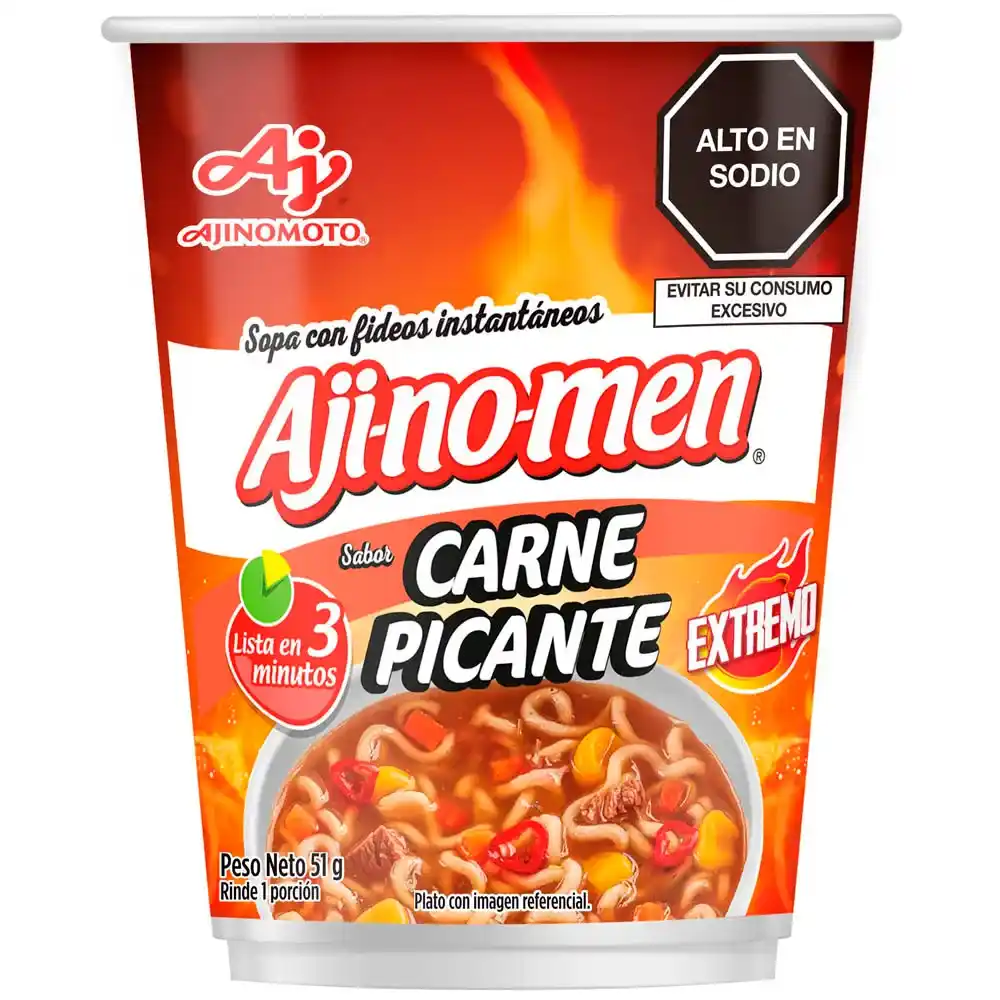 Aj
AJINOMOTO®
ALTO EN
SODIO
EVITAR SU CONSUMO
EXCESIVO
Sopa con fideos instantáneos
Aji-no-men®
Sabor CARNE
PICANTE
EXTREMO
Lista en 3
minutos
Peso Neto 51 g
Rinde 1 porción
Plato con imagen referencial.